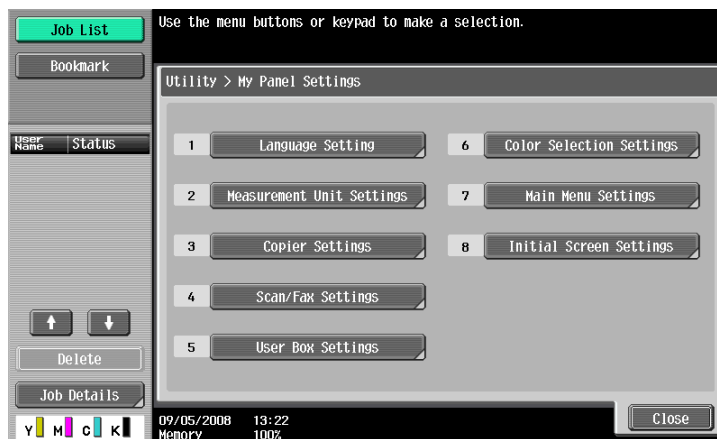 Job List
Bookmark
User Name
Status
Delete
Job Details
Y M C K
Use the menu buttons or keypad to make a selection.
Utility > My Panel Settings
1 Language Setting
2 Measurement Unit Settings
3 Copier Settings
4 Scan/Fax Settings
5 User Box Settings
6 Color Selection Settings
7 Main Menu Settings
8 Initial Screen Settings
09/05/2008 13:22
Memory 100%
Close